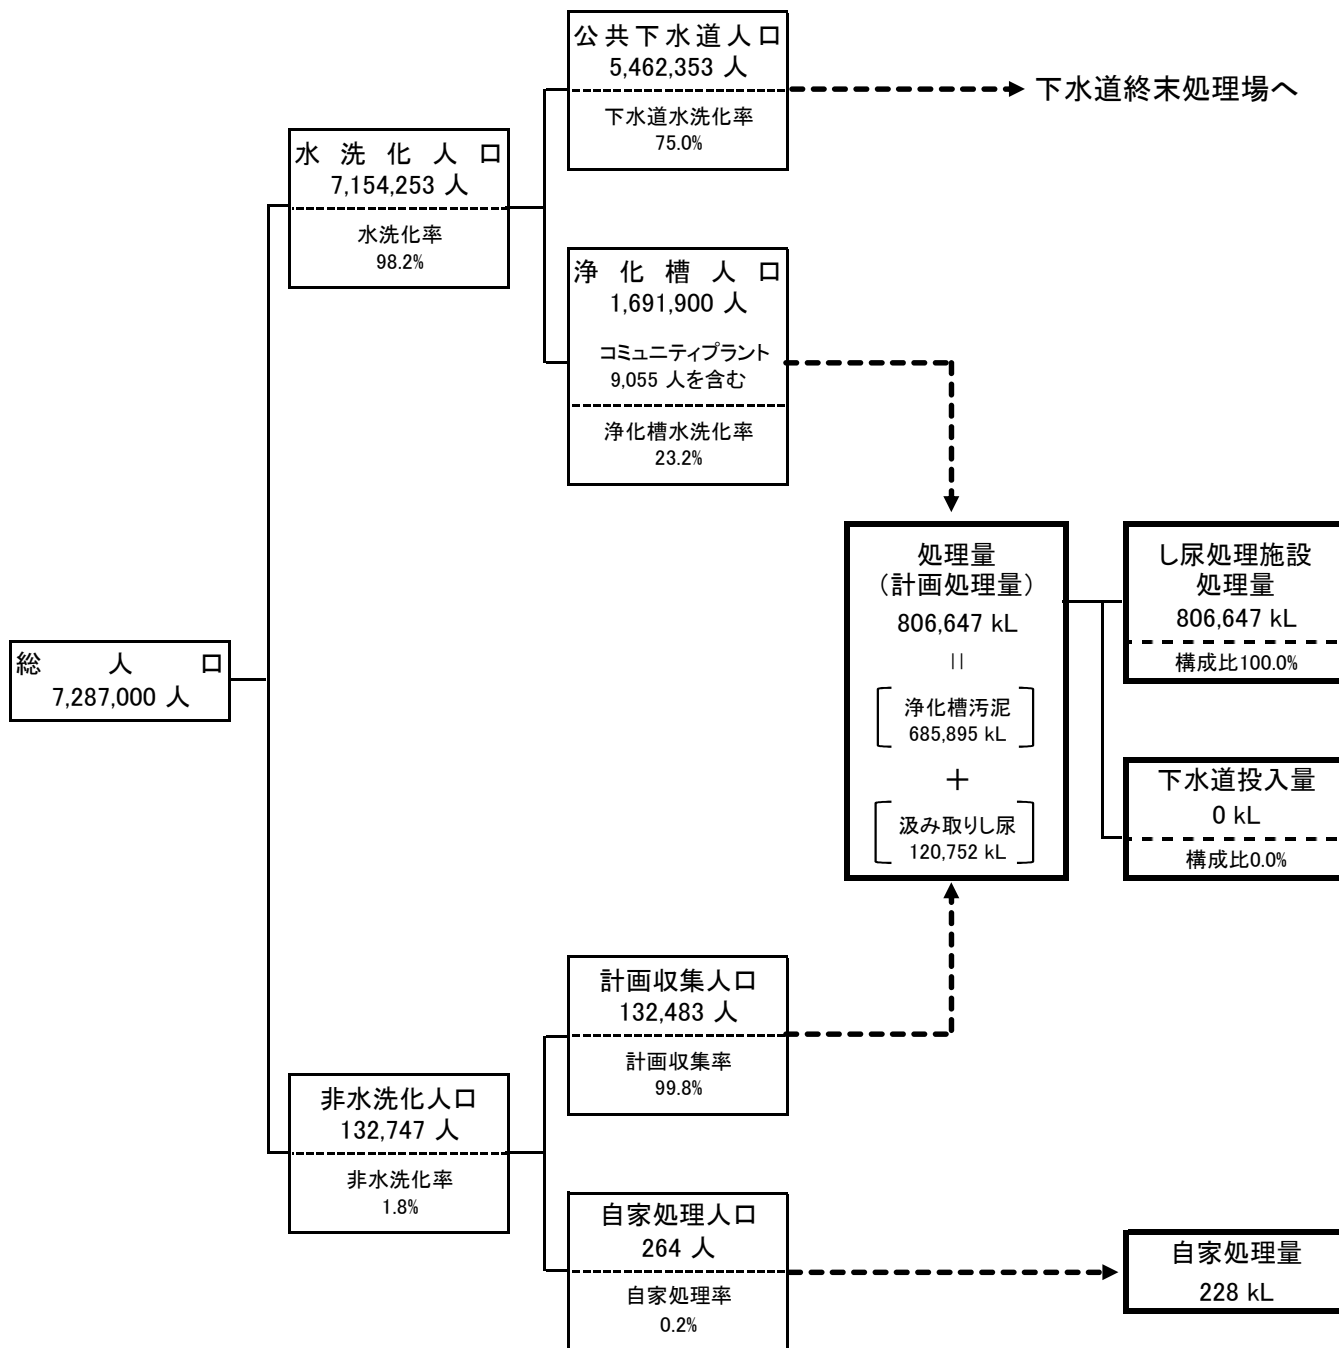 公共下水道人口
5,462,353 人
下水道水洗化率
75.0%
下水道終末処理場へ
水洗化人口
7,154,253 人
水洗化率
98.2%
浄化槽人口
1,691,900 人
コミュニティプラント
9,055 人を含む
浄化槽水洗化率
23.2%
処理量
(計画処理量)
806,647 kL
＝
浄化槽汚泥
685,895 kL
＋
汲み取りし尿
120,752 kL
し尿処理施設
処理量
806,647 kL
構成比100.0%
下水道投入量
0 kL
構成比0.0%
総人口
7,287,000 人
計画収集人口
132,483 人
計画収集率
99.8%
非水洗化人口
132,747 人
非水洗化率
1.8%
自家処理人口
264 人
自家処理率
0.2%
自家処理量
228 kL